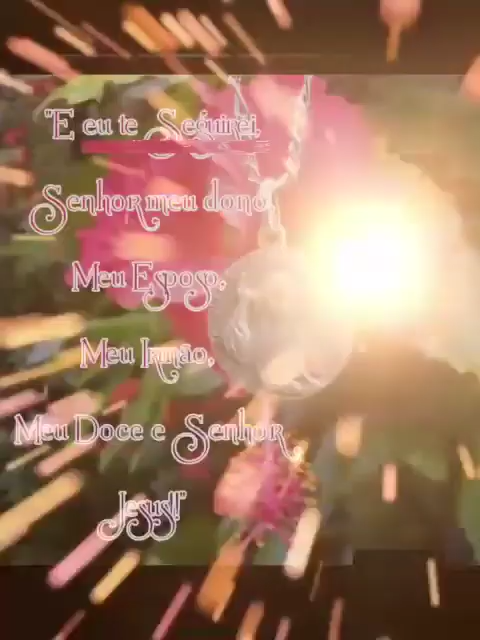 "E eu te Seguirei,
Senhor meu dono
Meu Esposo,
Meu Irmão,
Meu Doce e Senhor
Jesus!!"